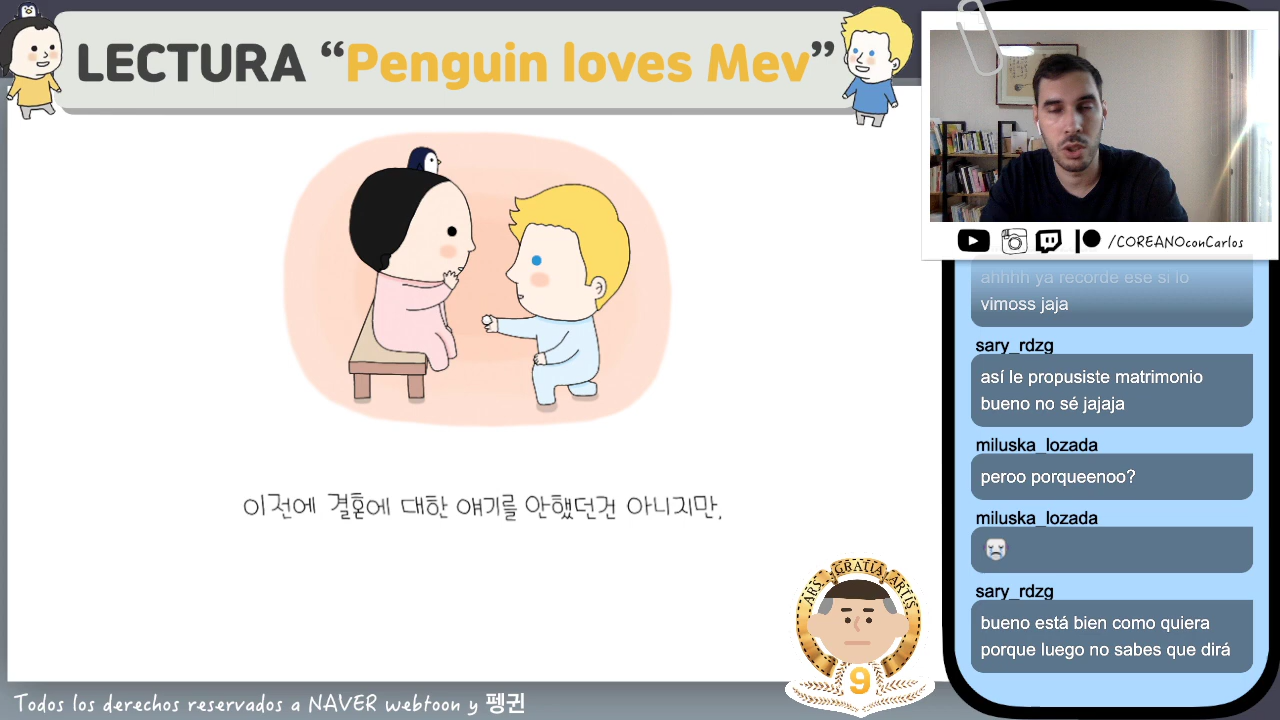 LECTURA “Penguin loves Mev”
/COREANOconCarlos
ahhhh ya recorde ese si lo
vimoss jaja
sary_rdzg
así le propusiste matrimonio
bueno no sé jajaja
miluska_lozada
peroo porqueenoo?
miluska_lozada
sary_rdzg
bueno está bien como quiera
porque luego no sabes que dirá
이전에 결혼에 대한 얘기를 안했던건 아니지만,
ARS GRATIA ARTIS
9
Todos los derechos reservados a NAVER webtoon y 펭귄